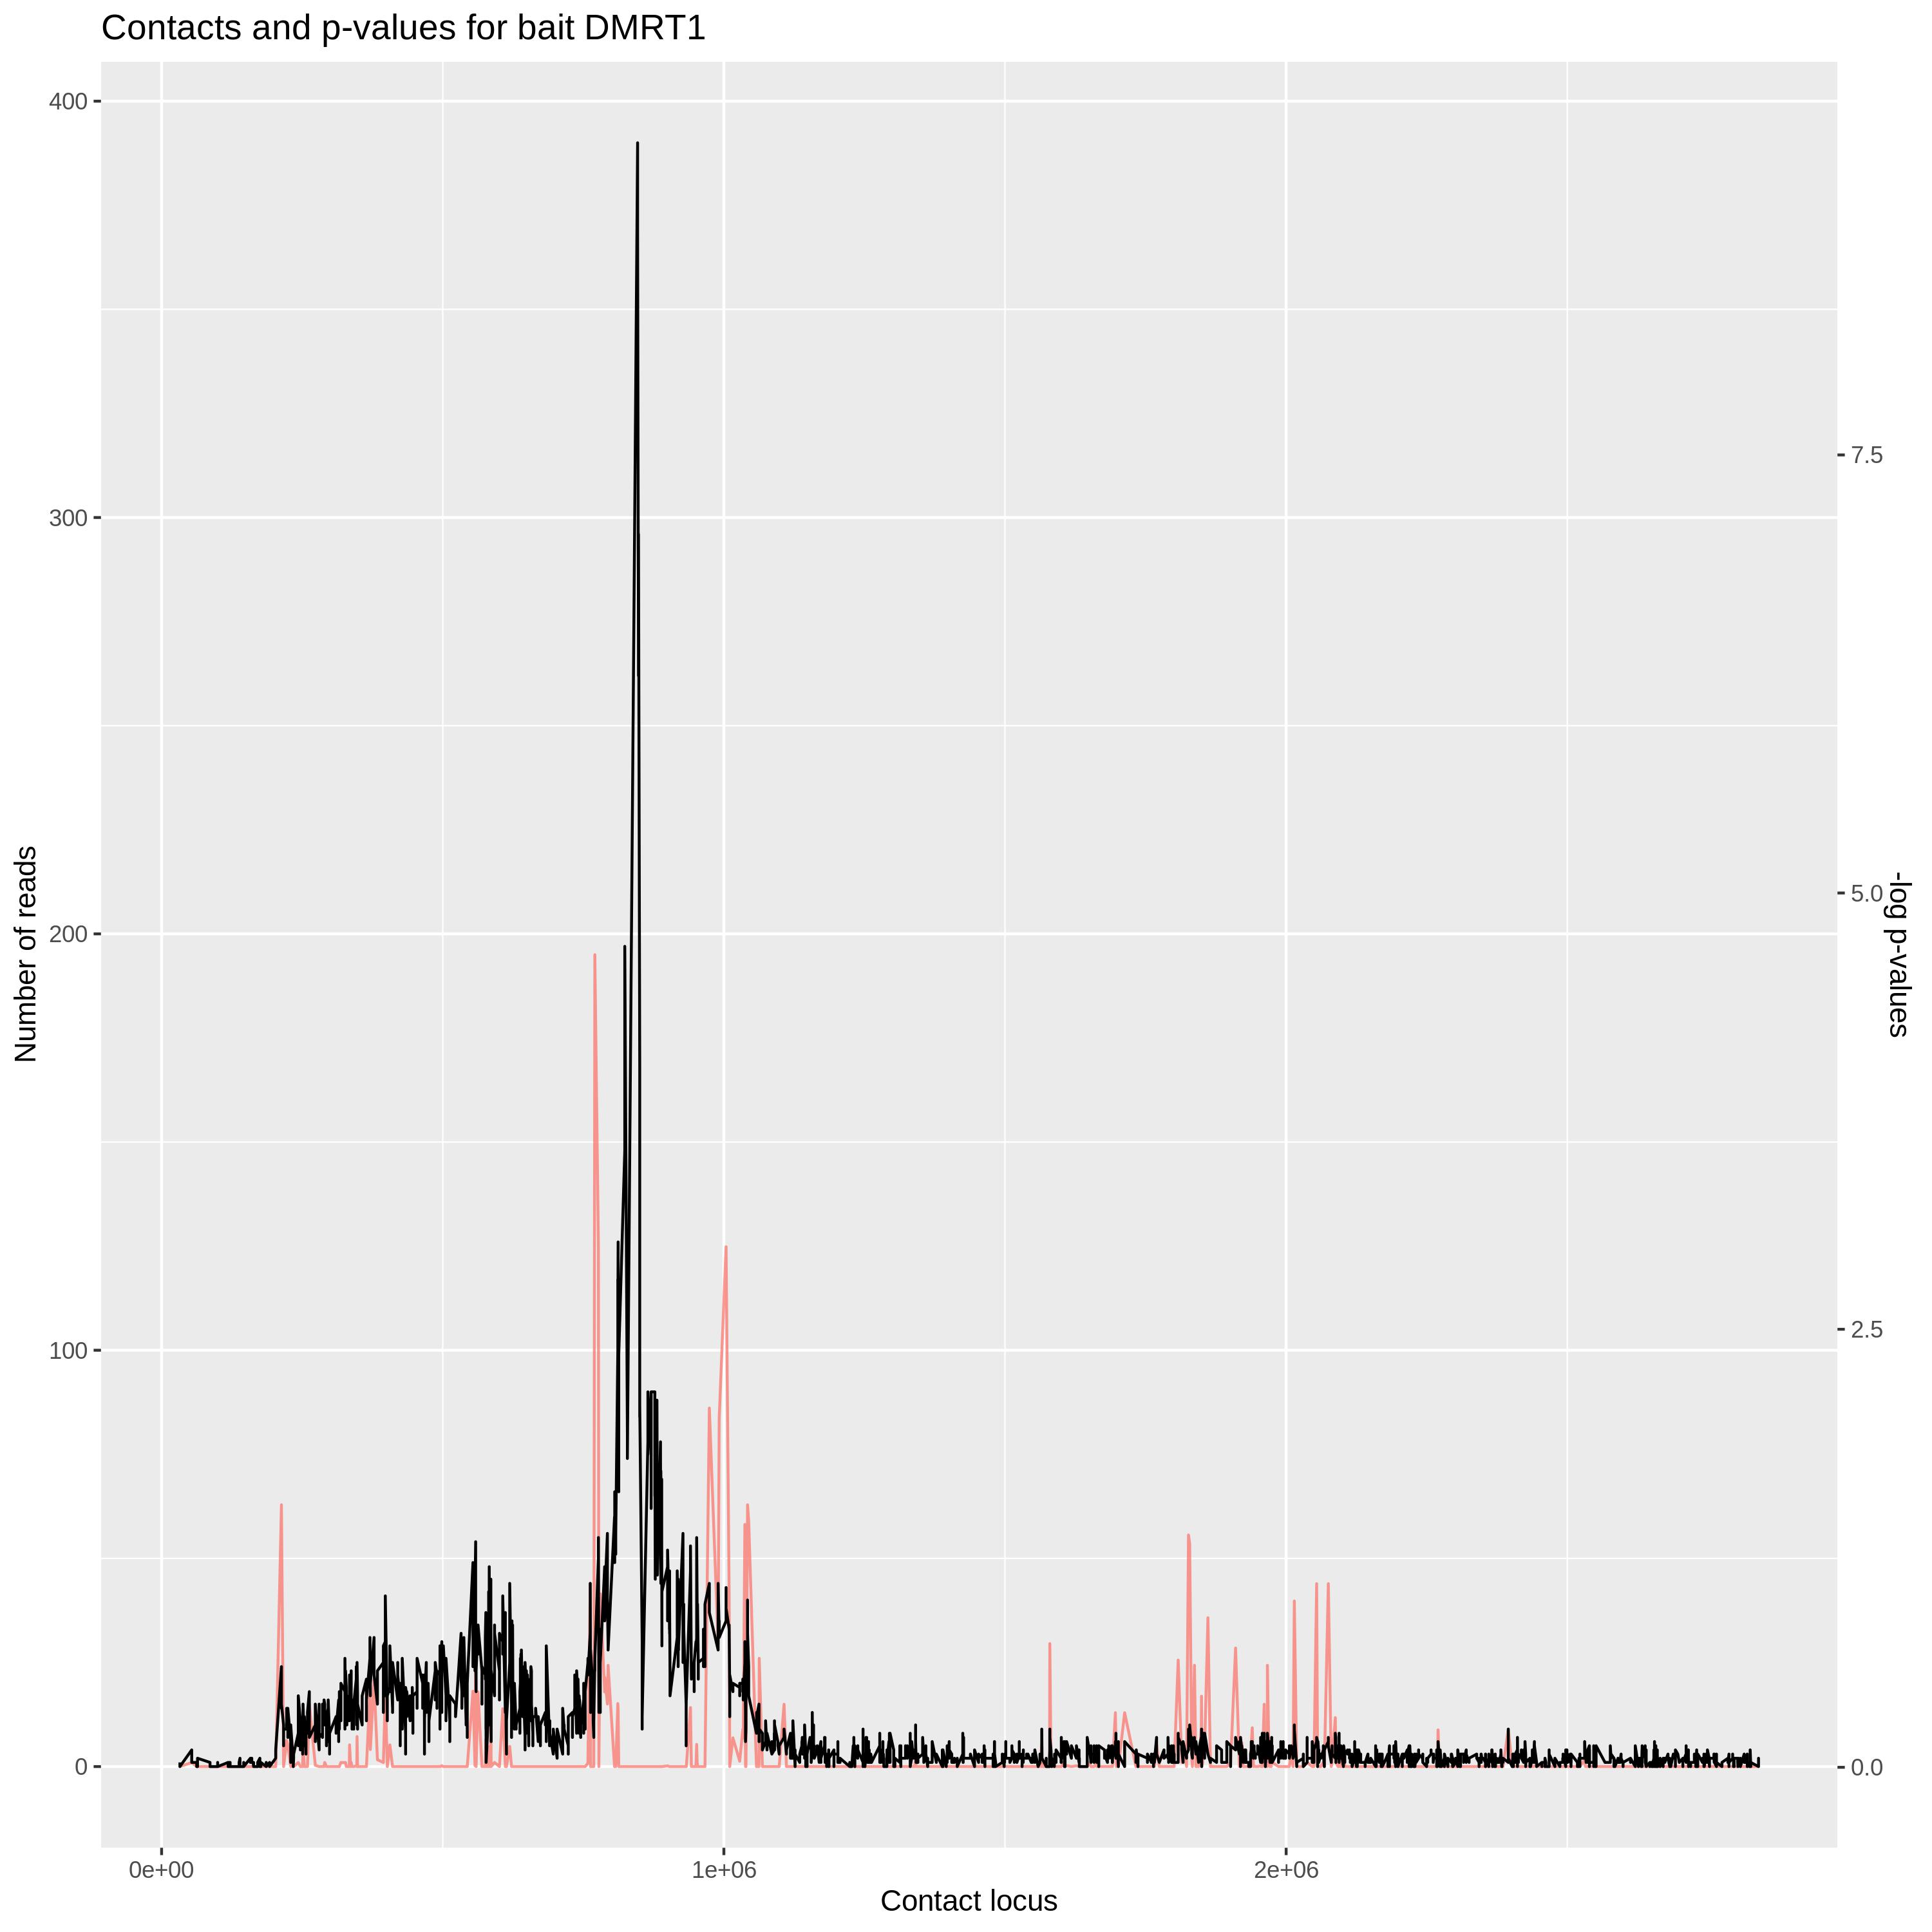 Contacts and p-values for bait DMRT1
400
300
200
100
0
Number of reads
7.5
5.0
2.5
0.0
-log p-values
0e+00
1e+06
2e+06
Contact locus